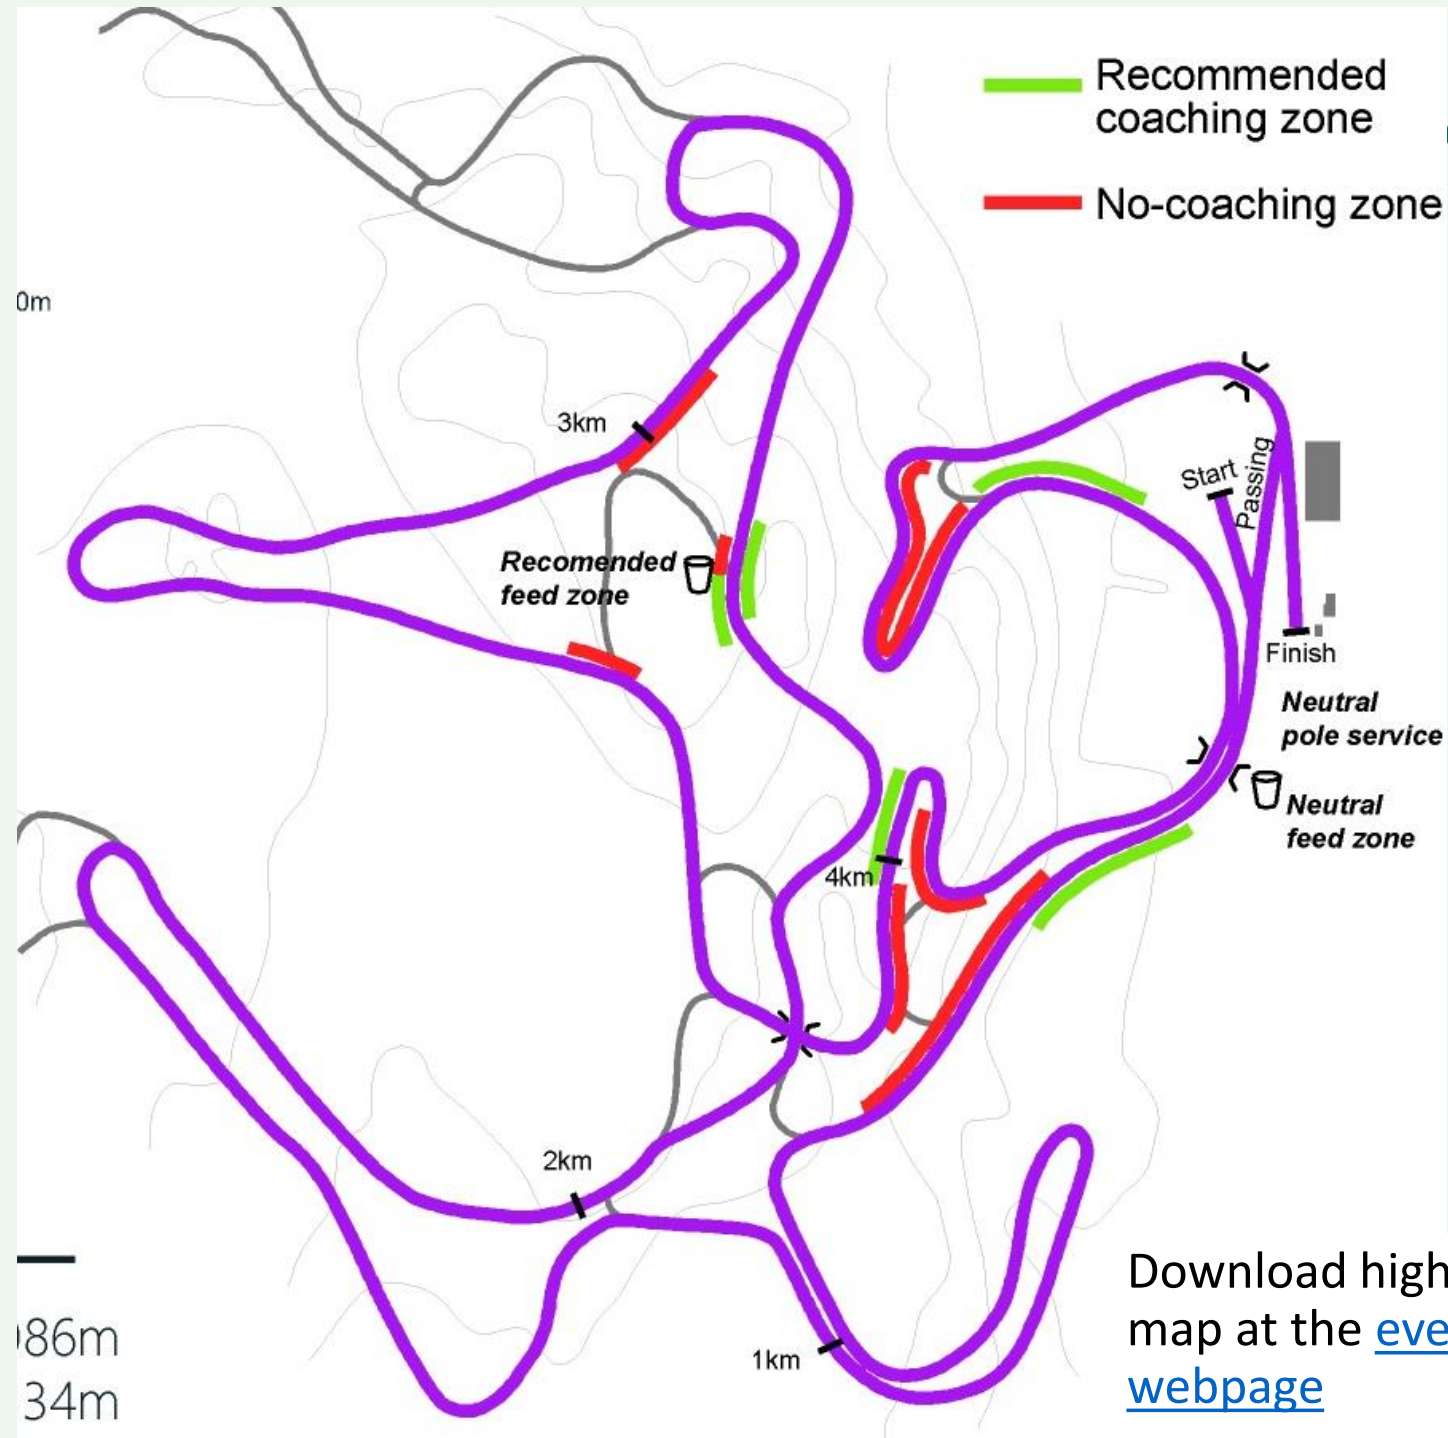 Recommended
coaching zone
No-coaching zone
0m
3km
Start
Passing
Recomended
feed zone
Finish
Neutral
pole service
Neutral
feed zone
4km
2km
1km
86m
34m
Download high
map at the eve
webpage